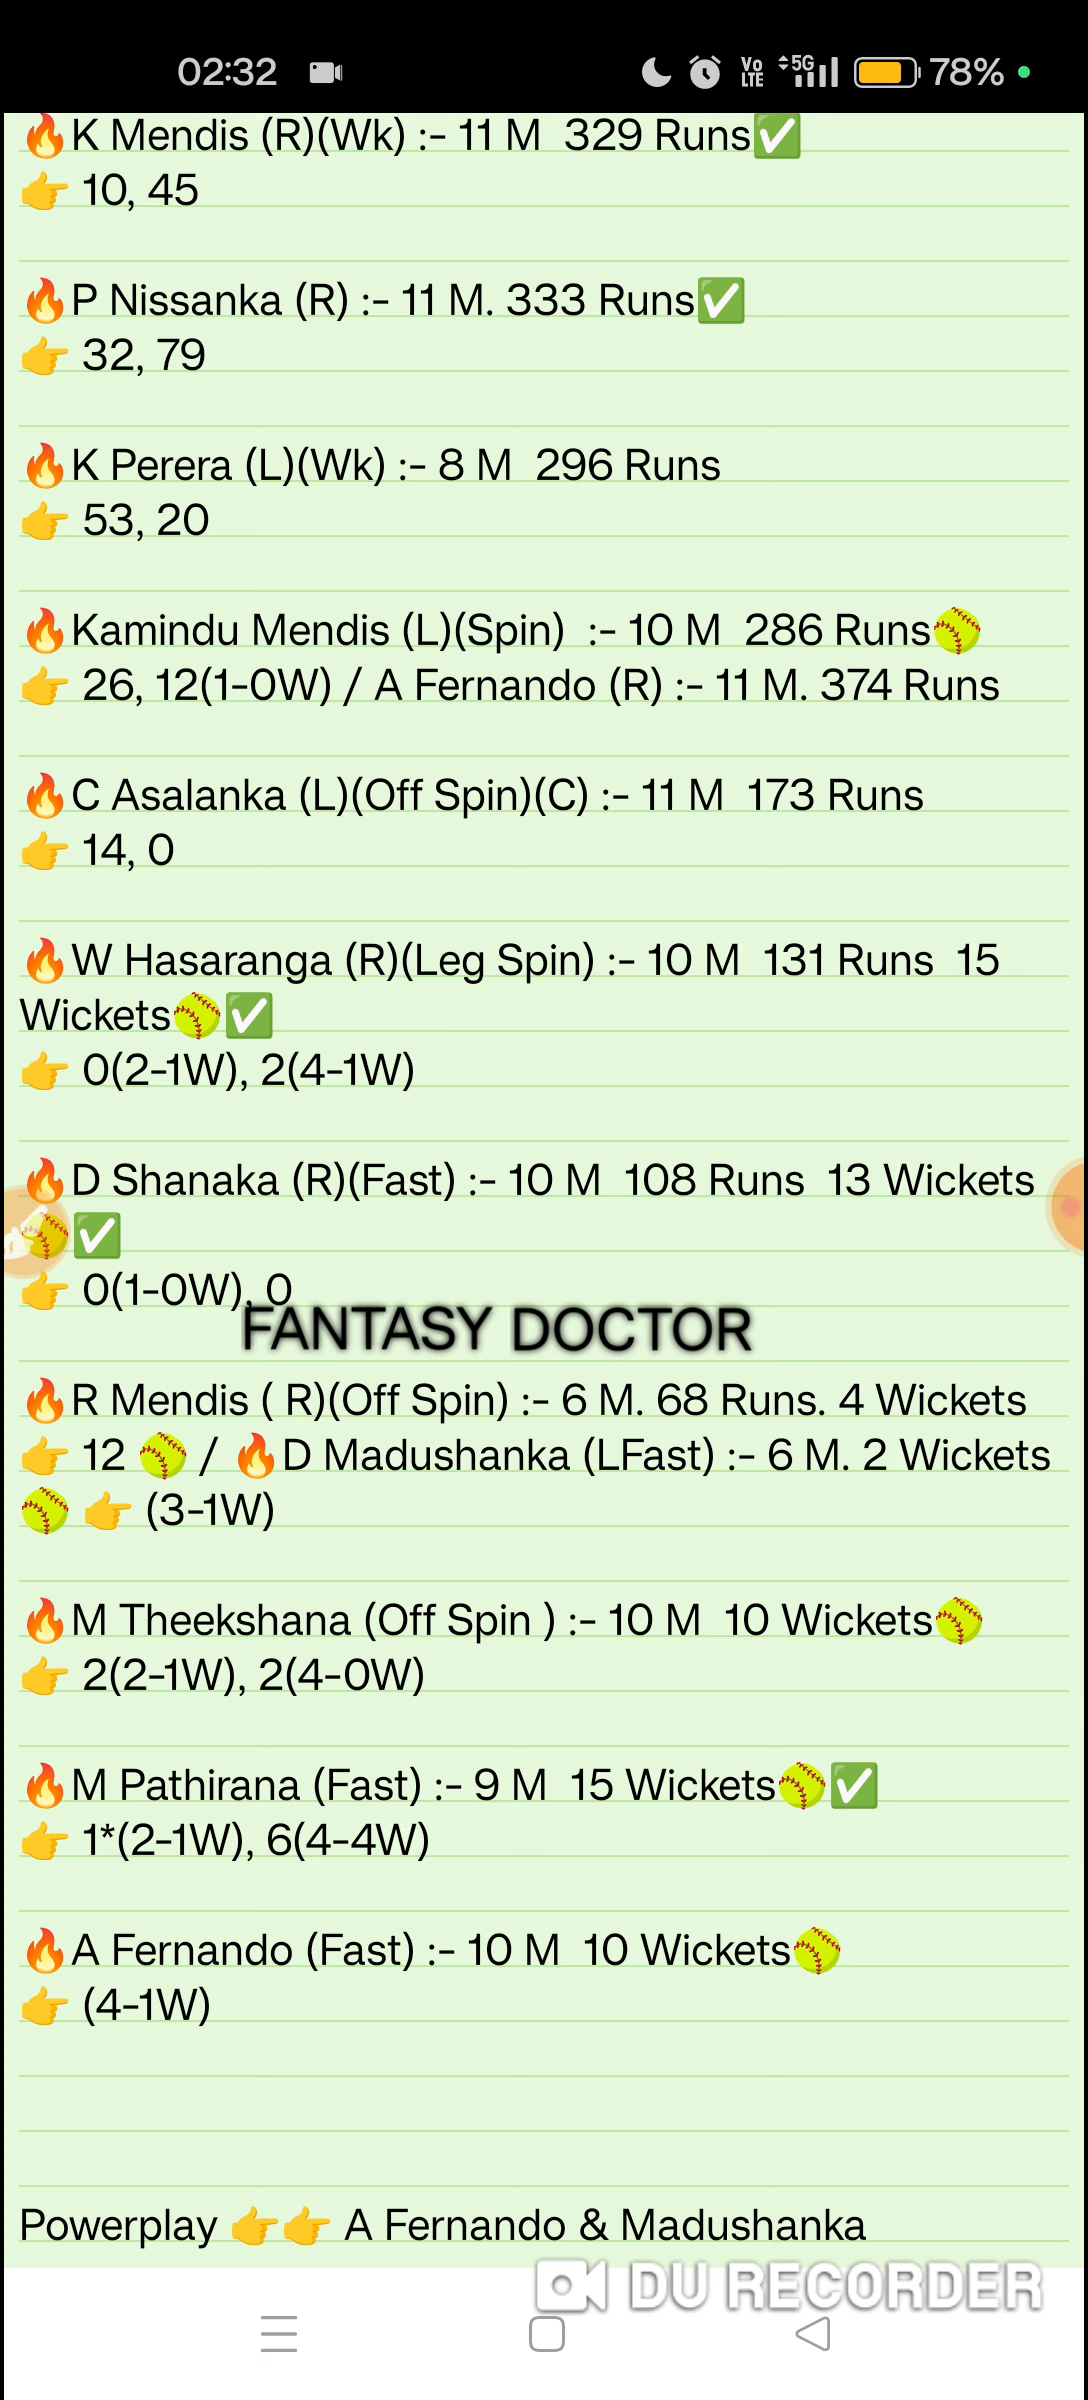 02:32 Vo LTE 5G 78%
🔥K Mendis (R)(Wk) :- 11 M  329 Runs✅
👉 10, 45
🔥P Nissanka (R) :- 11 M. 333 Runs✅
👉 32, 79
🔥K Perera (L)(Wk) :- 8 M  296 Runs
👉 53, 20
🔥Kamindu Mendis (L)(Spin)  :- 10 M  286 Runs🥎
👉 26, 12(1-0W) / A Fernando (R) :- 11 M. 374 Runs
🔥C Asalanka (L)(Off Spin)(C) :- 11 M  173 Runs
👉 14, 0
🔥W Hasaranga (R)(Leg Spin) :- 10 M  131 Runs  15
Wickets🥎✅
👉 0(2-1W), 2(4-1W)
🔥D Shanaka (R)(Fast) :- 10 M  108 Runs  13 Wickets
🥎✅
👉 0(1-0W), 0
FANTASY DOCTOR
🔥R Mendis ( R)(Off Spin) :- 6 M. 68 Runs. 4 Wickets
👉 12 🥎 / 🔥D Madushanka (LFast) :- 6 M. 2 Wickets
🥎 👉 (3-1W)
🔥M Theekshana (Off Spin ) :- 10 M  10 Wickets🥎
👉 2(2-1W), 2(4-0W)
🔥M Pathirana (Fast) :- 9 M  15 Wickets🥎✅
👉 1*(2-1W), 6(4-4W)
🔥A Fernando (Fast) :- 10 M  10 Wickets🥎
👉 (4-1W)
Powerplay 👉👉 A Fernando & Madushanka
DU RECORDER